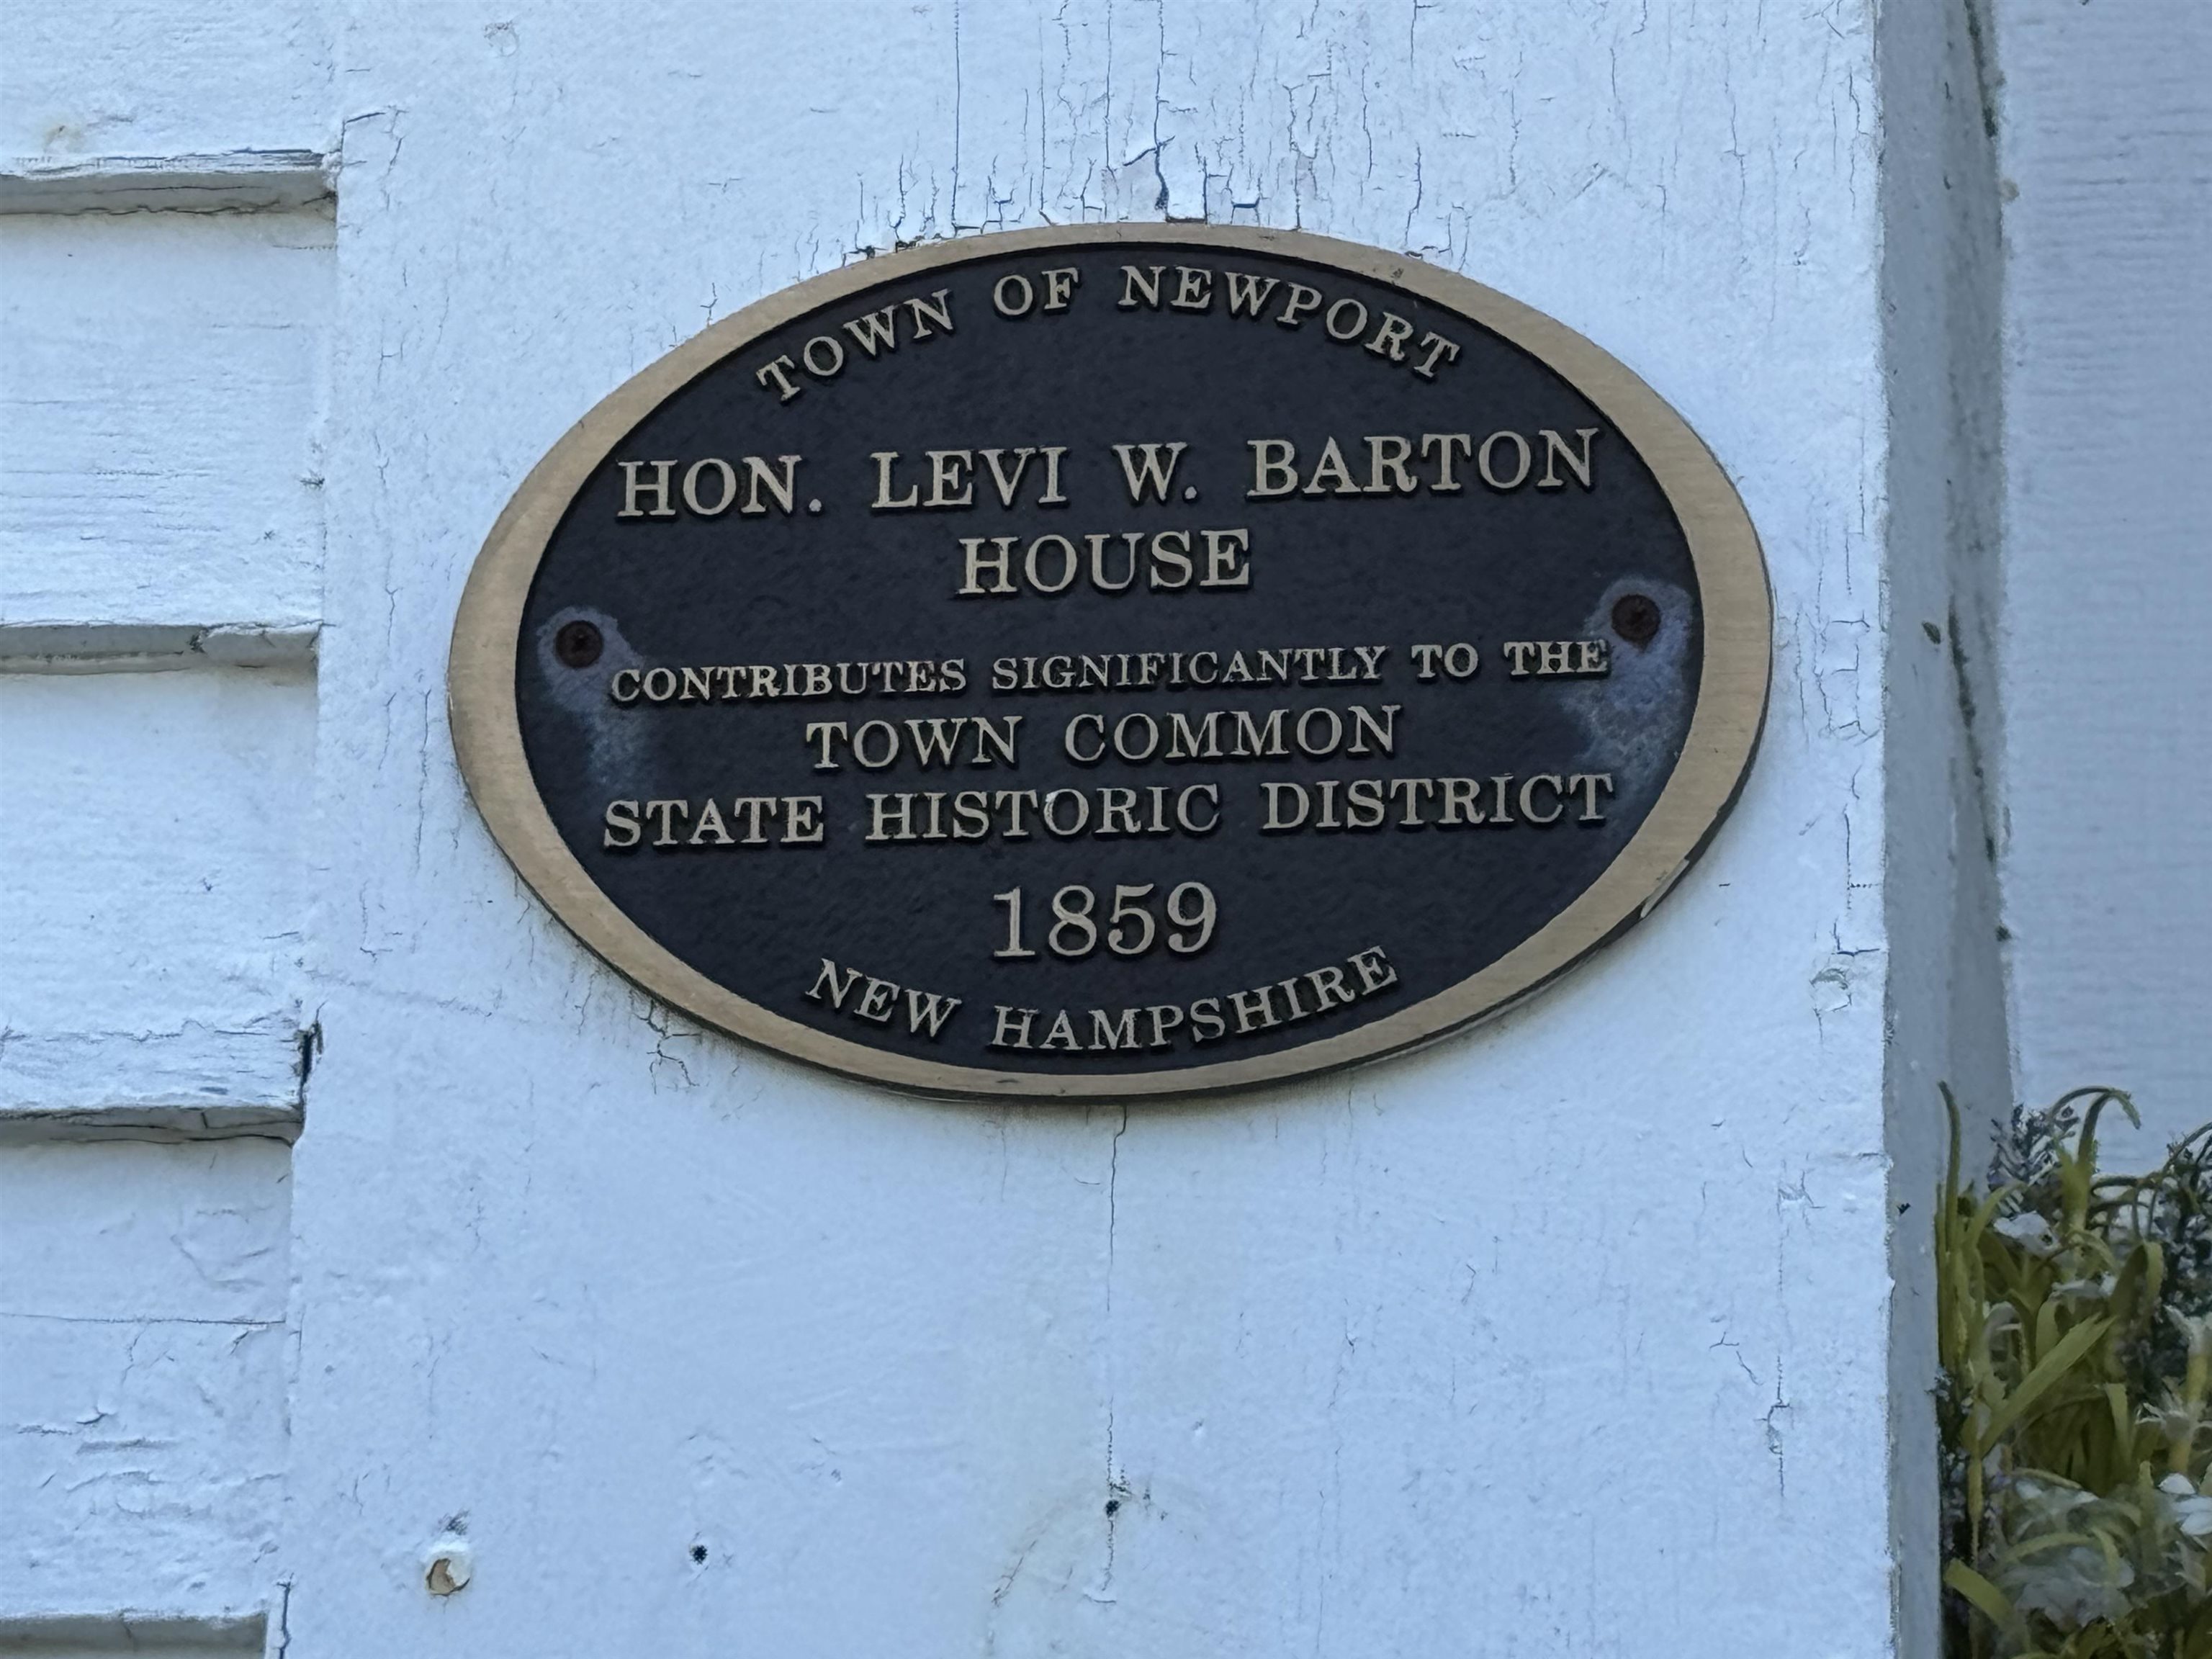 TOWN OF NEWPORT
HON. LEVI W. BARTON
HOUSE
CONTRIBUTES SIGNIFICANTLY TO THE
TOWN COMMON
STATE HISTORIC DISTRICT
1859
NEW HAMPSHIRE